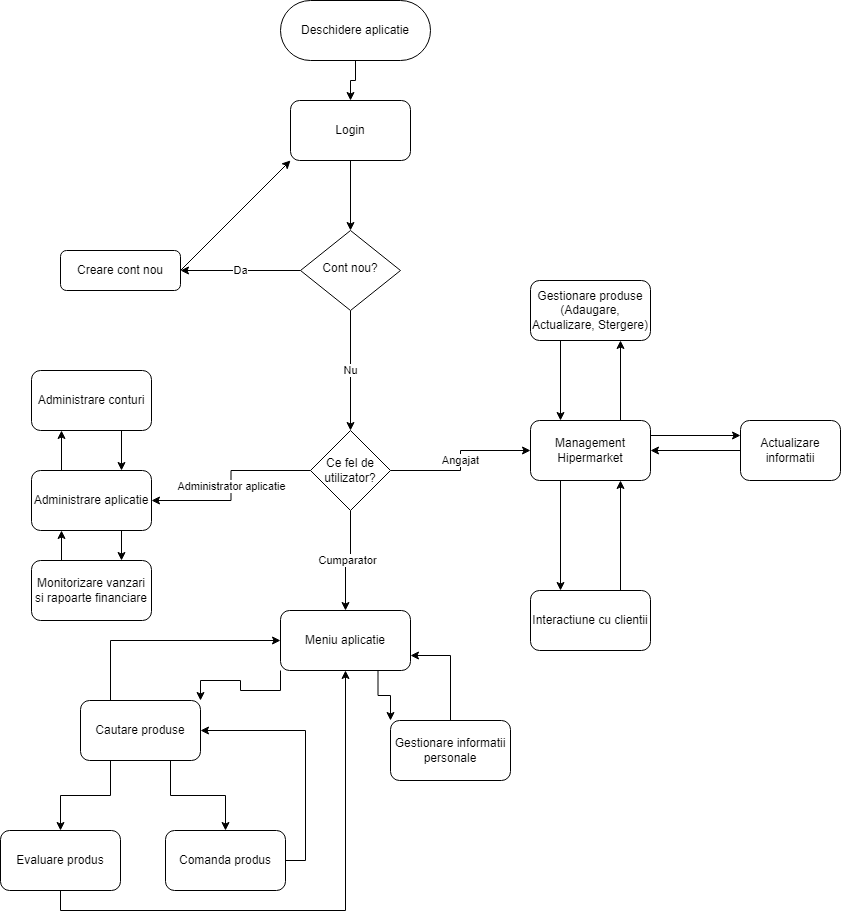 Deschidere aplicatie
Login
Creare cont nou
Da
Cont nou?
Nu
Gestionare produse
(Adaugare,
Actualizare, Stergere)
Administrare conturi
Management
Hipermarket
Actualizare
informatii
Ce fel de
utilizator?
Angajat
Administrator aplicatie
Administrare aplicatie
Cumparator
Monitorizare vanzari
si rapoarte financiare
Interactiune cu clientii
Meniu aplicatie
Cautare produse
Gestionare informatii
personale
Evaluare produs
Comanda produs